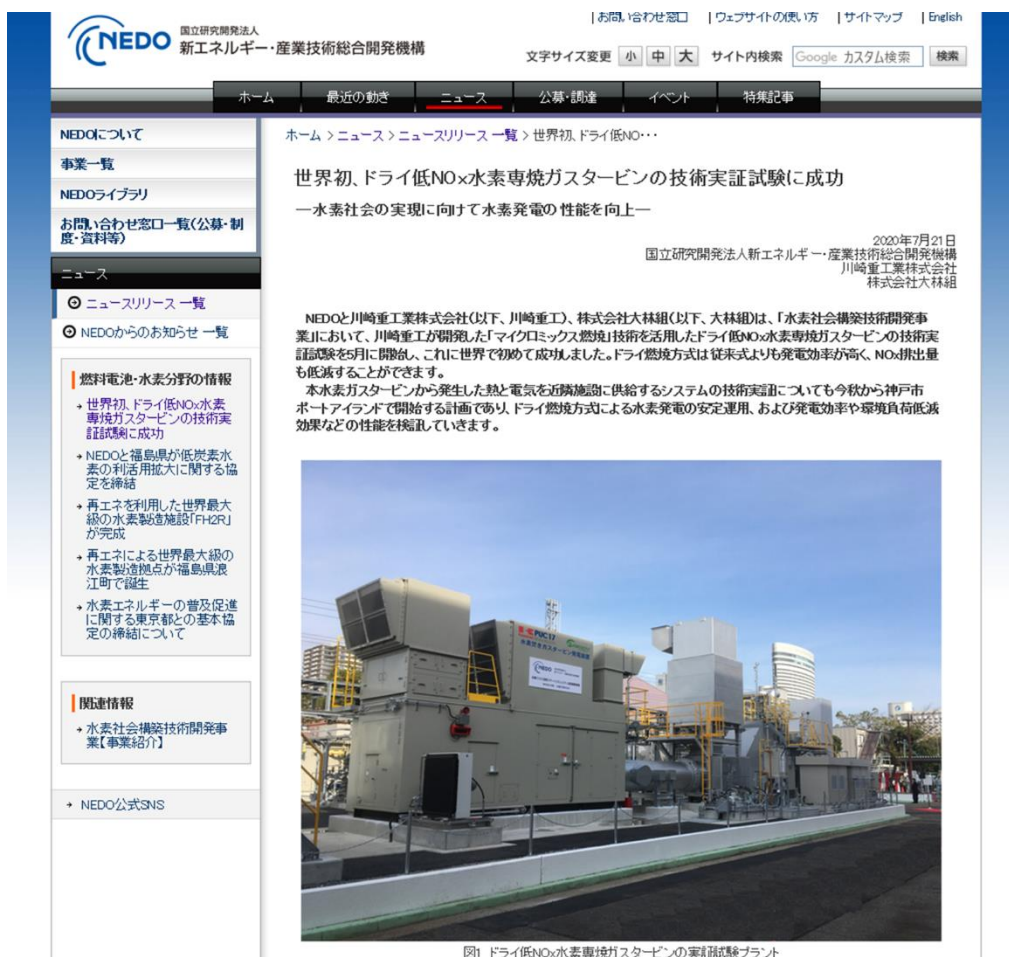 |お問い合わせ窓口 |ウェブサイトの使い方 |サイトマップ |English
NEDO 国立研究開発法人
新エネルギー・産業技術総合開発機構
文字サイズ変更 小 中 大 サイト内検索 Google カスタム検索 検索
ホーム 最近の動き ニュース 公募・調達 イベント 特集記事
NEDOについて
事業一覧
NEDOライブラリ
お問い合わせ窓口一覧(公募・制
度・資料等)
ニュース
ニュースリリース 一覧
NEDOからのお知らせ 一覧
燃料電池・水素分野の情報
世界初、ドライ低NOx水素
専焼ガスタービンの技術実
証試験に成功
NEDOと福島県が低炭素水
素の利活用拡大に関する協
定を締結
再エネを利用した世界最大
級の水素製造施設「FH2R」
が完成
再エネによる世界最大級の
水素製造拠点が福島県浪
江町で誕生
水素エネルギーの普及促進
に関する東京都との基本協
定の締結について
関連情報
水素社会構築技術開発事
業【事業紹介】
NEDO公式SNS
ホーム > ニュース > ニュースリリース 一覧 > 世界初、ドライ低NO・・・
世界初、ドライ低NOx水素専焼ガスタービンの技術実証試験に成功
―水素社会の実現に向けて水素発電の性能を向上―
2020年7月21日
国立研究開発法人新エネルギー・産業技術総合開発機構
川崎重工業株式会社
株式会社大林組
NEDOと川崎重工業株式会社(以下、川崎重工)、株式会社大林組(以下、大林組)は、「水素社会構築技術開発事
業」において、川崎重工が開発した「マイクロミックス燃焼」技術を活用したドライ低NOx水素専焼ガスタービンの技術実
証試験を5月に開始し、これに世界で初めて成功しました。ドライ燃焼方式は従来式よりも発電効率が高く、NOx排出量
も低減することができます。
本水素ガスタービンから発生した熱と電気を近隣施設に供給するシステムの技術実証についても今秋から神戸市
ポートアイランドで開始する計画であり、ドライ燃焼方式による水素発電の安定運用、および発電効率や環境負荷低減
効果などの性能を検証していきます。
PUC17
水素焚きガスタービン発電設備
NEDO
図1 ドライ低NOx水素専焼ガスタービンの実証試験プラント